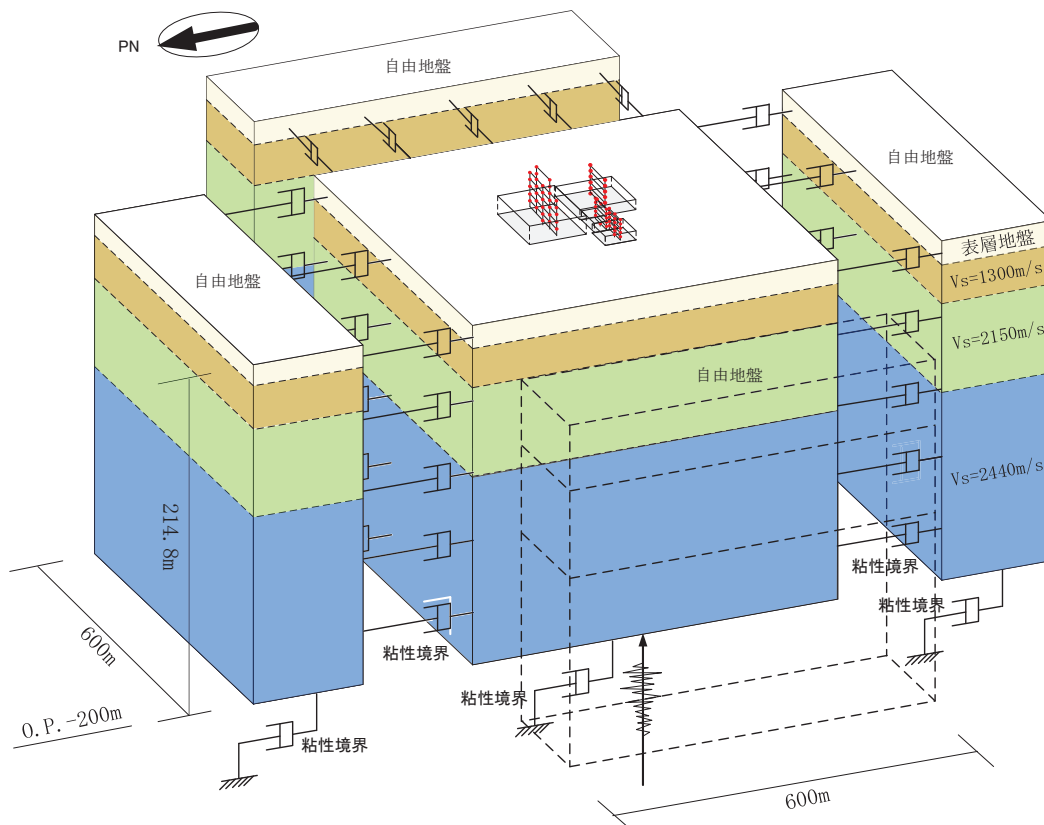 PN
自由地盤
自由地盤
自由地盤
表層地盤
Vs=1300m/s
Vs=2150m/s
自由地盤
Vs=2440m/s
214.8m
粘性境界
粘性境界
粘性境界
粘性境界
粘性境界
600m
O.P.-200m
600m